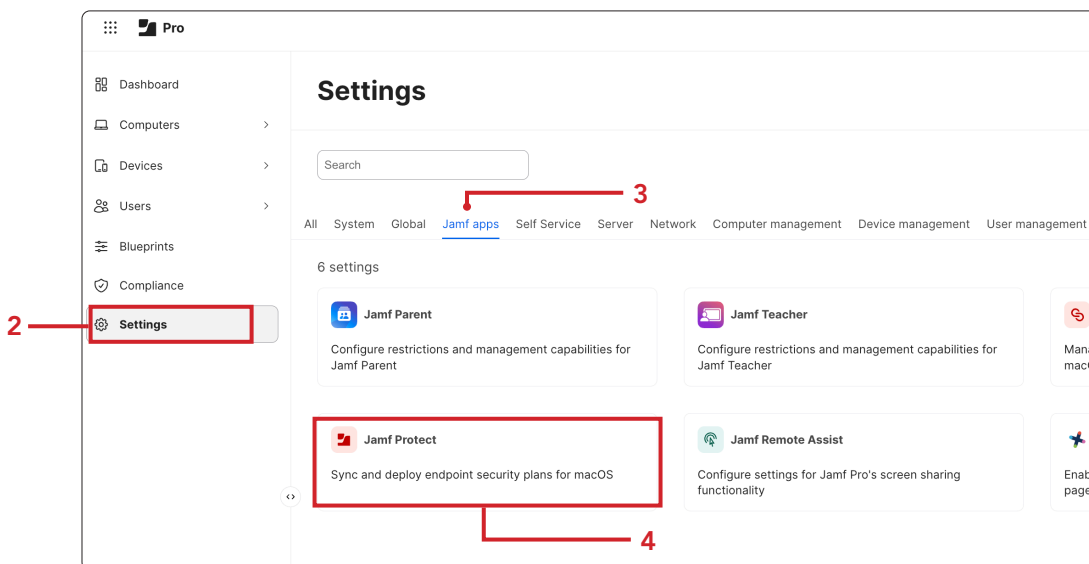 Pro
Dashboard
Computers
Devices
Users
Blueprints
Compliance
2
Settings
Settings
Search
3
All System Global Jamf apps Self Service Server Network Computer management Device management User management
6 settings
Jamf Parent
Configure restrictions and management capabilities for
Jamf Parent
Jamf Teacher
Configure restrictions and management capabilities for
Jamf Teacher
Jamf Protect
Sync and deploy endpoint security plans for macOS
Jamf Remote Assist
Configure settings for Jamf Pro's screen sharing
functionality
page
4